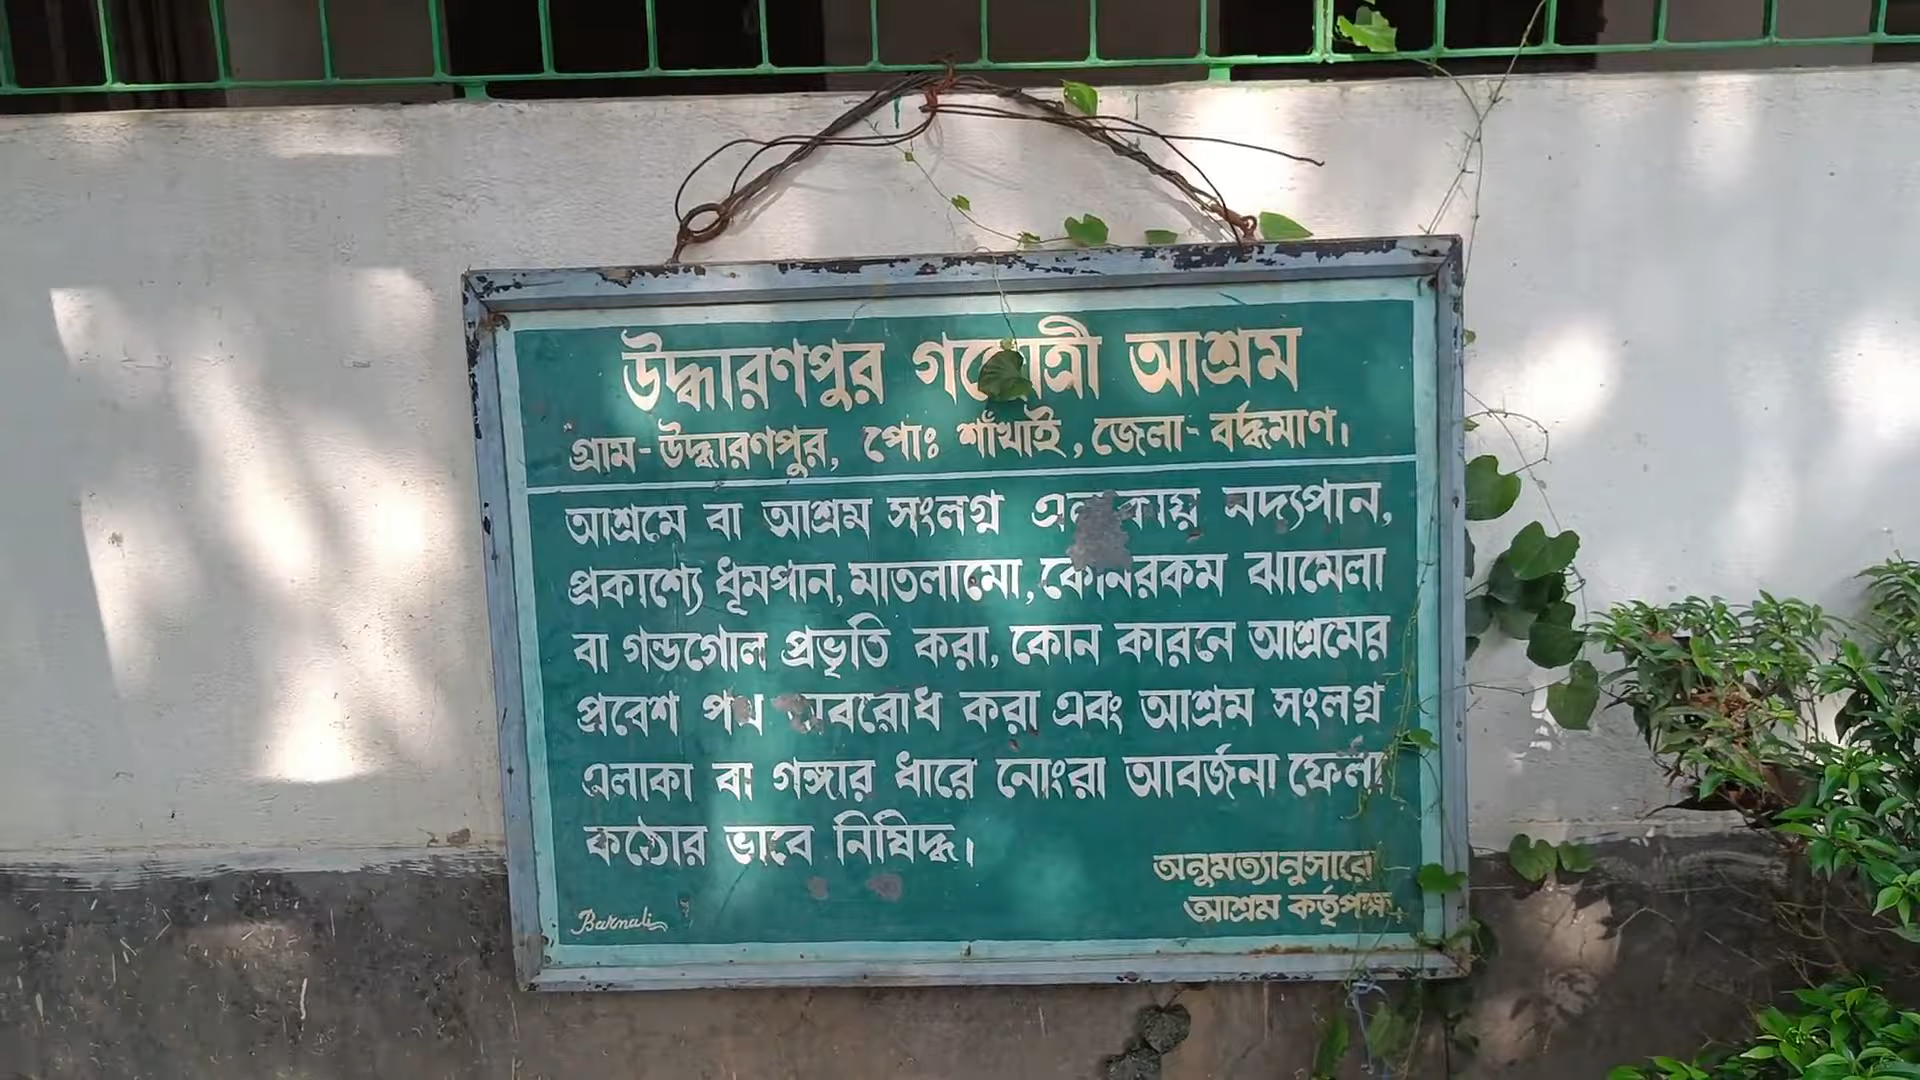 উদ্ধারণপুর আশ্রম
গ্রাম-উদ্ধারণপুর, পোঃ শাঁখাই, জেলা- বর্দ্ধমাণ।
আশ্রমে বা আশ্রম সংলগ্ন এলাকায় মদ্যপান,
প্রকাশ্যে ধূমপান, মাতলামো, কোনরকম ঝামেলা
বা গন্ডগোল প্রভৃতি করা, কোন কারনে আশ্রমের
প্রবেশ পথ অবরোধ করা এবং আশ্রম সংলগ্ন
এলাকা বা গঙ্গার ধারে নোংরা আবর্জনা ফেলা
কঠোর ভাবে নিষিদ্ধ।
অনুমত্যানুসারে
আশ্রম কর্তৃপক্ষ
Barnali